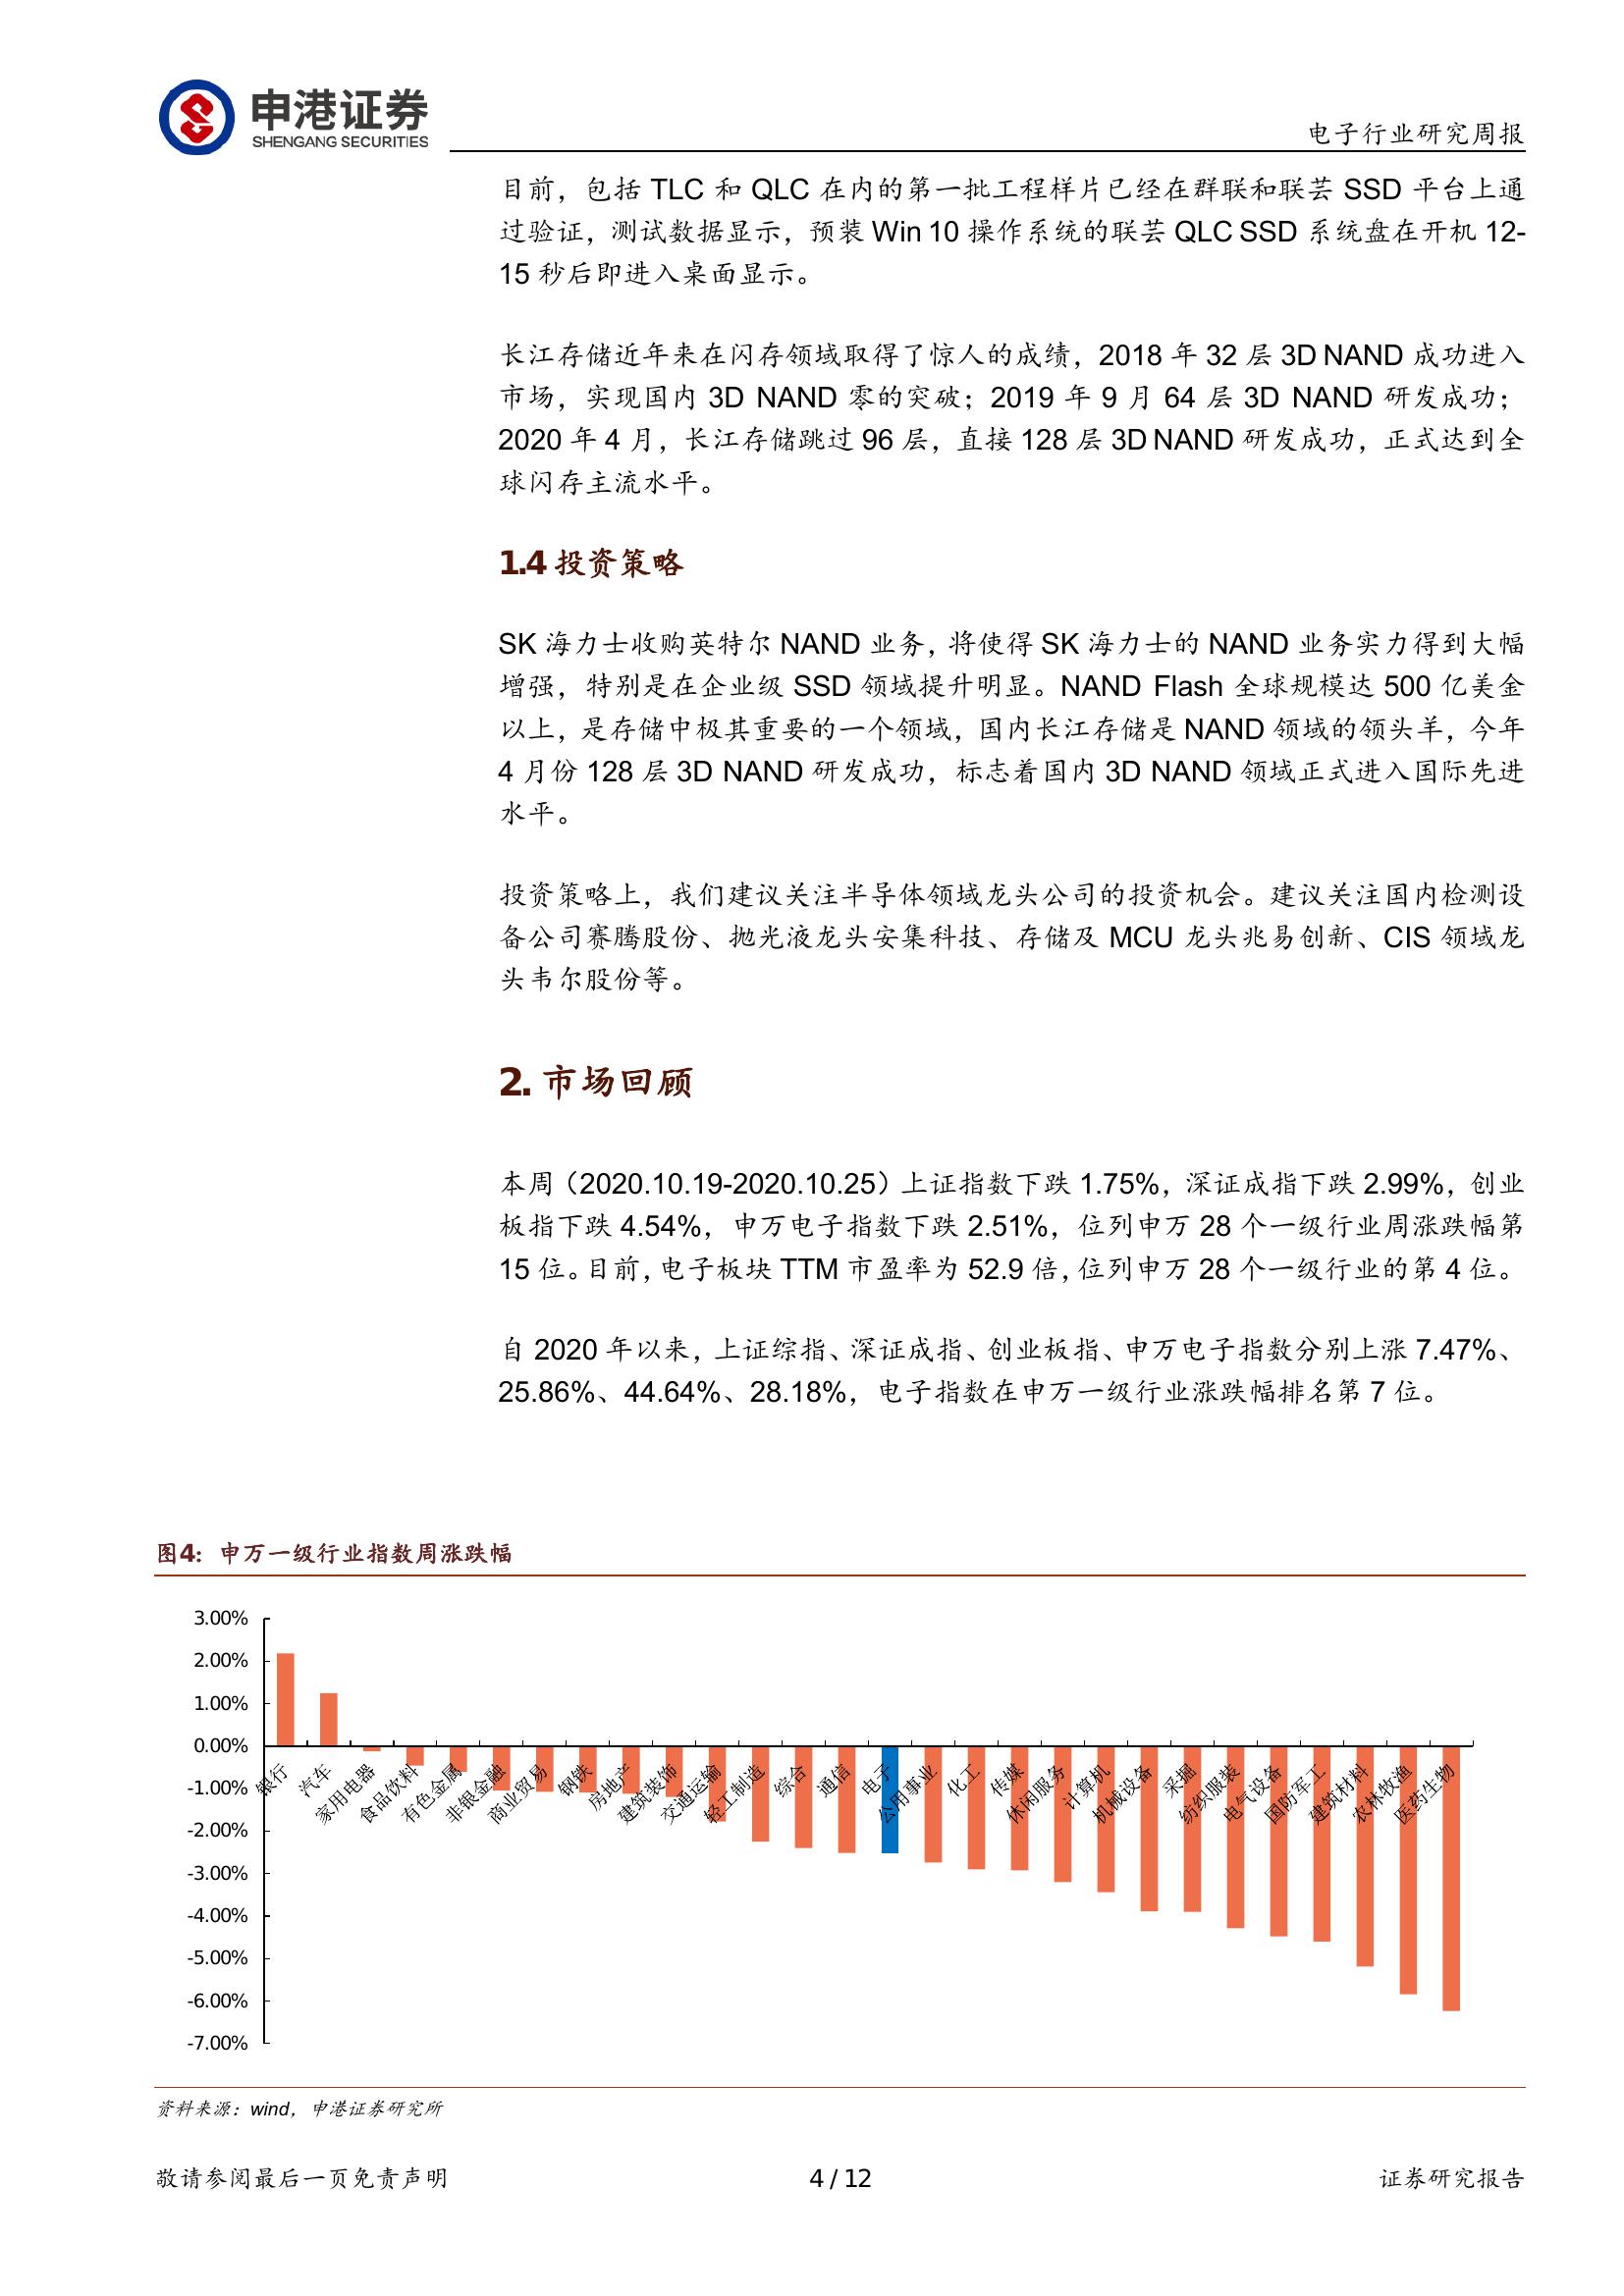 申港证券
SHENGANG SECURITIES
电子行业研究周报
目前，包括 TLC 和 QLC 在内的第一批工程样片已经在群联和联芸 SSD 平台上通
过验证，测试数据显示，预装 Win 10 操作系统的联芸 QLC SSD 系统盘在开机 12-
15 秒后即进入桌面显示。
长江存储近年来在闪存领域取得了惊人的成绩，2018 年 32 层 3D NAND 成功进入
市场，实现国内 3D NAND 零的突破；2019 年 9 月 64 层 3D NAND 研发成功；
2020 年 4 月，长江存储跳过 96 层，直接 128 层 3D NAND 研发成功，正式达到全
球闪存主流水平。
1.4 投资策略
SK 海力士收购英特尔 NAND 业务，将使得 SK 海力士的 NAND 业务实力得到大幅
增强，特别是在企业级 SSD 领域提升明显。NAND Flash 全球规模达 500 亿美金
以上，是存储中极其重要的一个领域，国内长江存储是 NAND 领域的领头羊，今年
4 月份 128 层 3D NAND 研发成功，标志着国内 3D NAND 领域正式进入国际先进
水平。
投资策略上，我们建议关注半导体领域龙头公司的投资机会。建议关注国内检测设
备公司赛腾股份、抛光液龙头安集科技、存储及 MCU 龙头兆易创新、CIS 领域龙
头韦尔股份等。
2. 市场回顾
本周（2020.10.19-2020.10.25）上证指数下跌 1.75%，深证成指下跌 2.99%，创业
板指下跌 4.54%，申万电子指数下跌 2.51%，位列申万 28 个一级行业周涨跌幅第
15 位。目前，电子板块 TTM 市盈率为 52.9 倍，位列申万 28 个一级行业的第 4 位。
自 2020 年以来，上证综指、深证成指、创业板指、申万电子指数分别上涨 7.47%、
25.86%、44.64%、28.18%，电子指数在申万一级行业涨跌幅排名第 7 位。
图4：申万一级行业指数周涨跌幅
3.00%
2.00%
1.00%
0.00%
-1.00%
-2.00%
-3.00%
-4.00%
-5.00%
-6.00%
-7.00%
银行
汽车
家用电器
食品饮料
有色金属
非银金融
商业贸易
钢铁
房地产
建筑装饰
交通运输
轻工制造
综合
通信
电子
公用事业
化工
传媒
休闲服务
计算机
机械设备
采掘
纺织服装
电气设备
国防军工
建筑材料
农林牧渔
医药生物
资料来源：wind，申港证券研究所
敬请参阅最后一页免责声明
4 / 12
证券研究报告